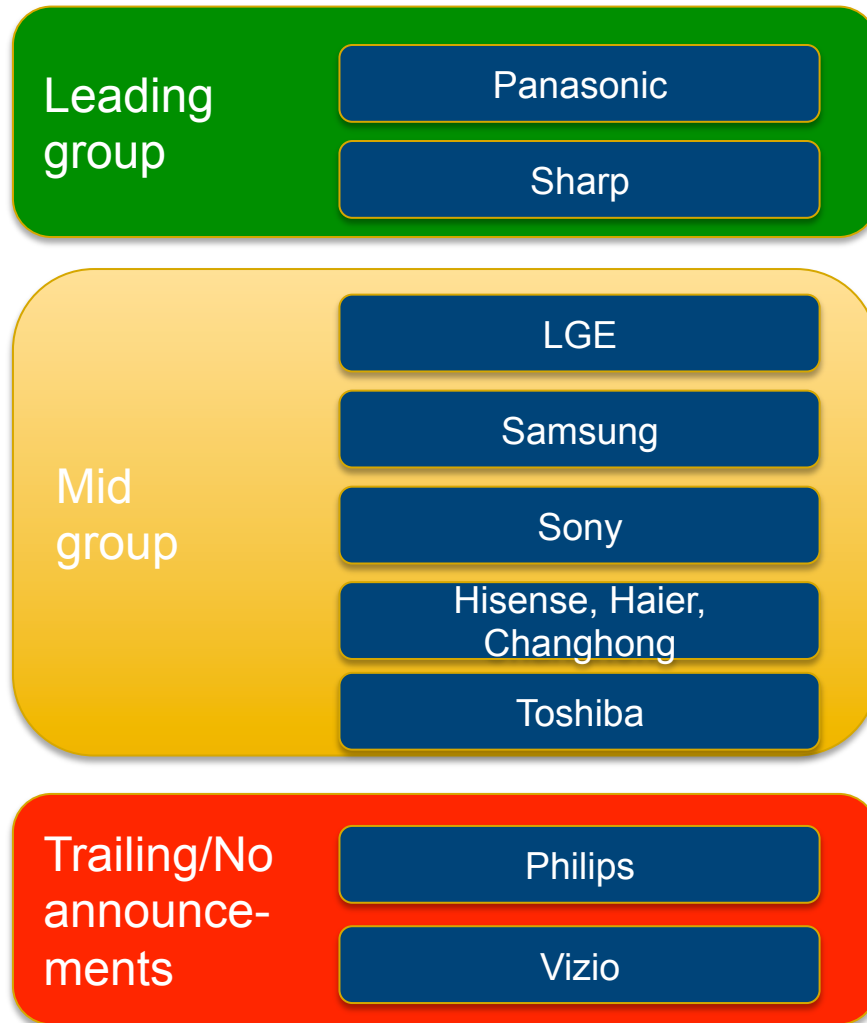 Leading
group
Panasonic
Sharp
Mid
group
LGE
Samsung
Sony
Hisense, Haier,
Changhong
Toshiba
Trailing/No
announce-
ments
Philips
Vizio